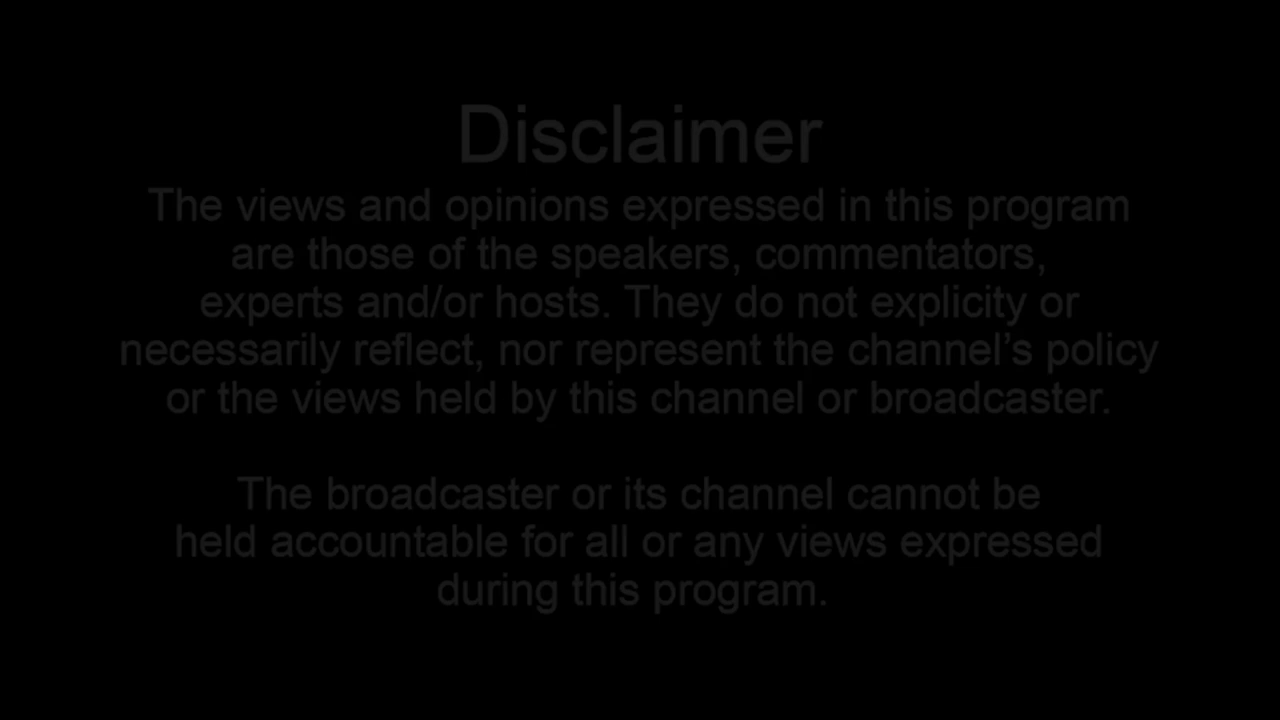 Disclaimer
The views and opinions expressed in this program
are those of the speakers, commentators,
experts and/or hosts. They do not explicity or
necessarily reflect, nor represent the channel’s policy
or the views held by this channel or broadcaster.
The broadcaster or its channel cannot be
held accountable for all or any views expressed
during this program.